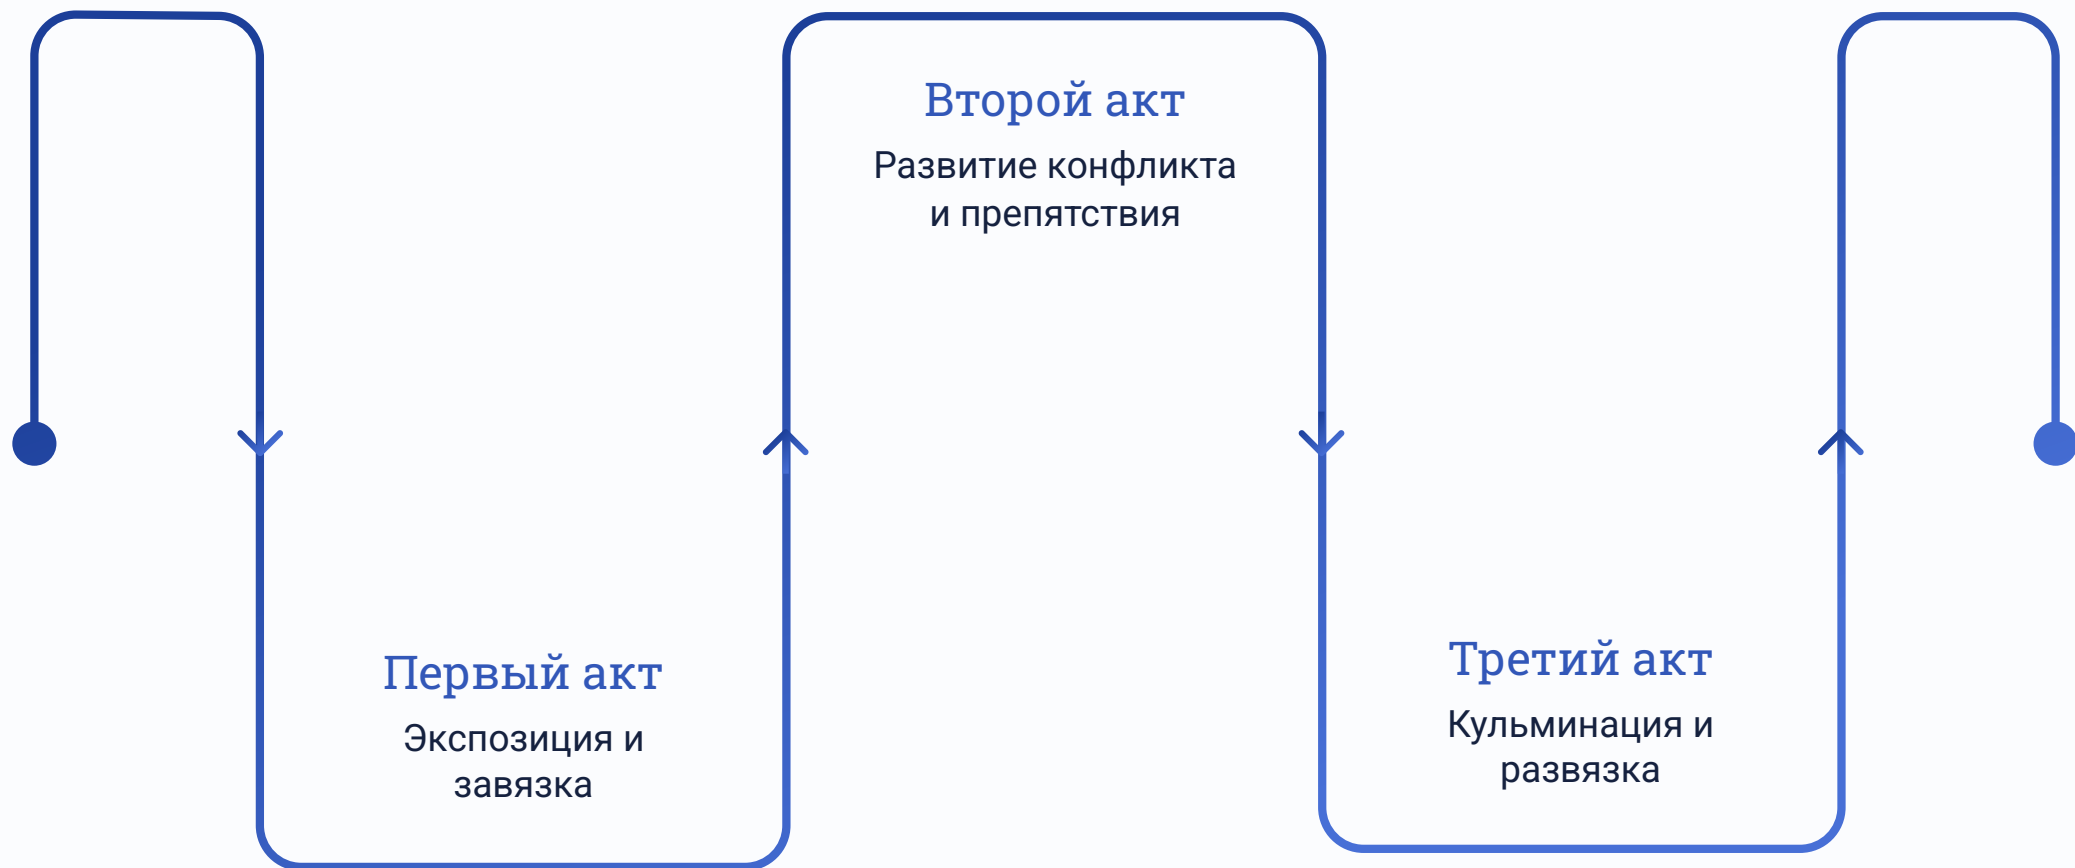 Первый акт
Экспозиция и
завязка
Второй акт
Развитие конфликта
и препятствия
Третий акт
Кульминация и
развязка